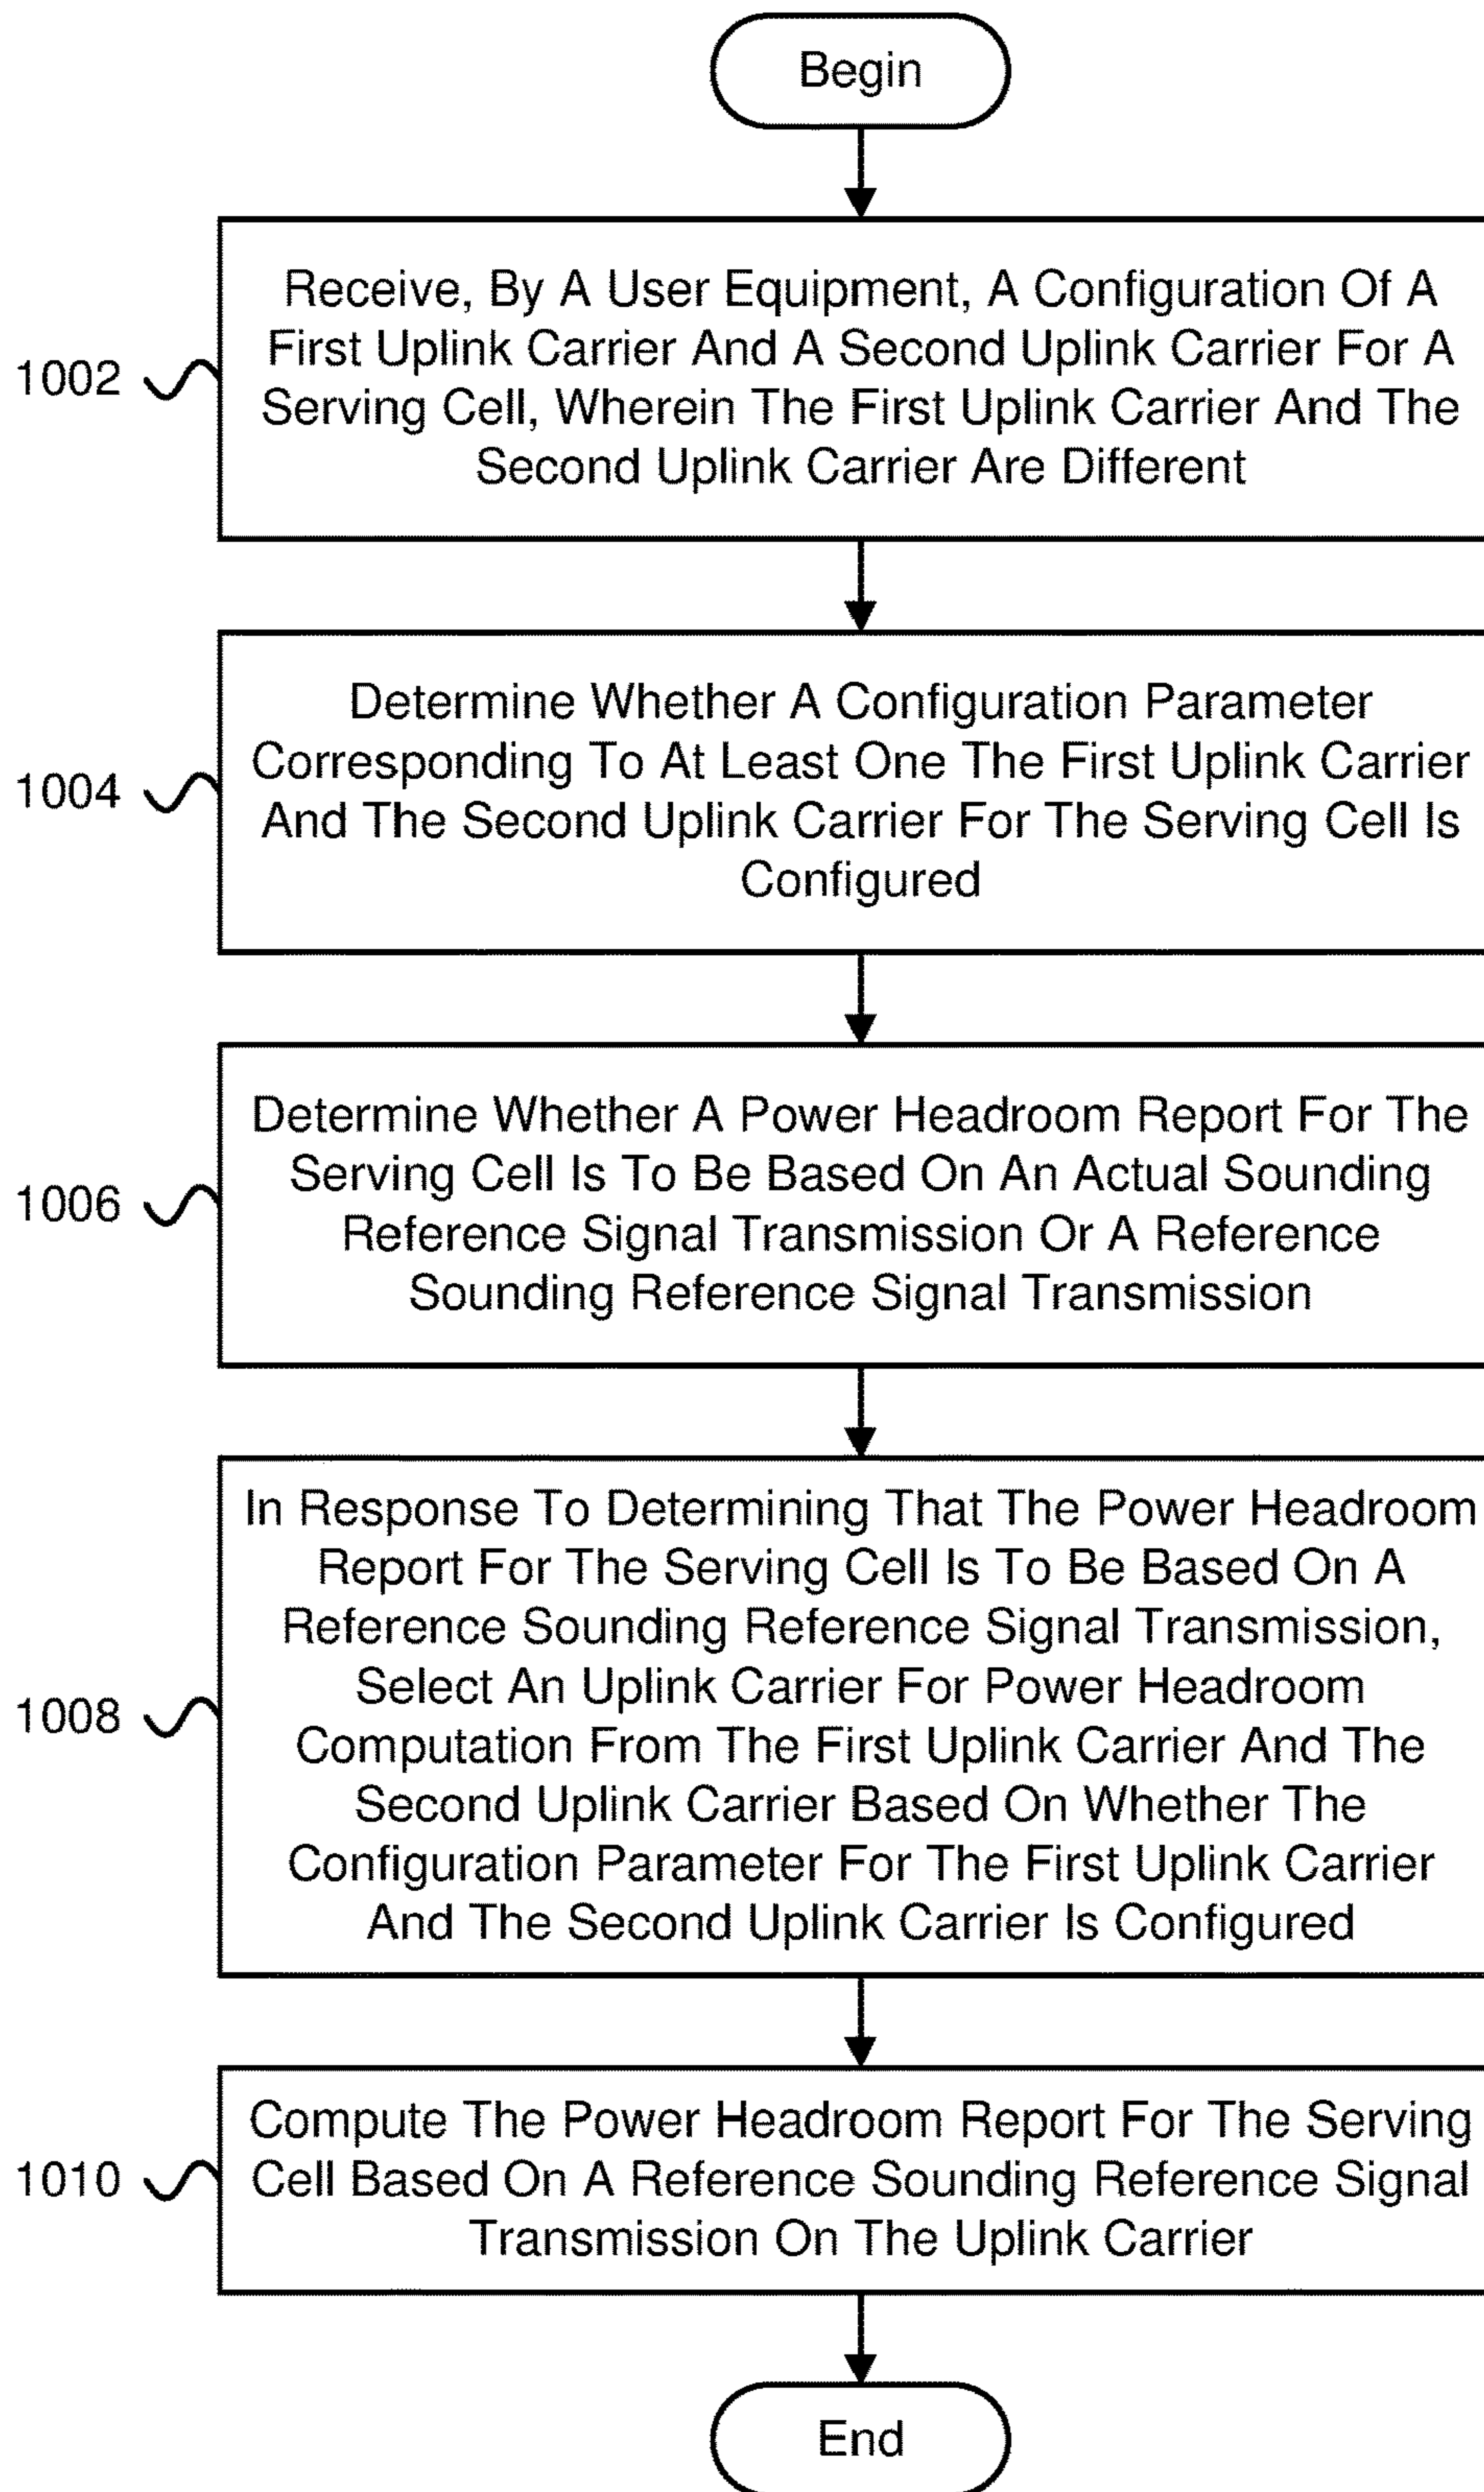 Begin
1002
Receive, By A User Equipment, A Configuration Of A
First Uplink Carrier And A Second Uplink Carrier For A
Serving Cell, Wherein The First Uplink Carrier And The
Second Uplink Carrier Are Different
1004
Determine Whether A Configuration Parameter
Corresponding To At Least One The First Uplink Carrier
And The Second Uplink Carrier For The Serving Cell Is
Configured
1006
Determine Whether A Power Headroom Report For The
Serving Cell Is To Be Based On An Actual Sounding
Reference Signal Transmission Or A Reference
Sounding Reference Signal Transmission
1008
In Response To Determining That The Power Headroom
Report For The Serving Cell Is To Be Based On A
Reference Sounding Reference Signal Transmission,
Select An Uplink Carrier For Power Headroom
Computation From The First Uplink Carrier And The
Second Uplink Carrier Based On Whether The
Configuration Parameter For The First Uplink Carrier
And The Second Uplink Carrier Is Configured
1010
Compute The Power Headroom Report For The Serving
Cell Based On A Reference Sounding Reference Signal
Transmission On The Uplink Carrier
End